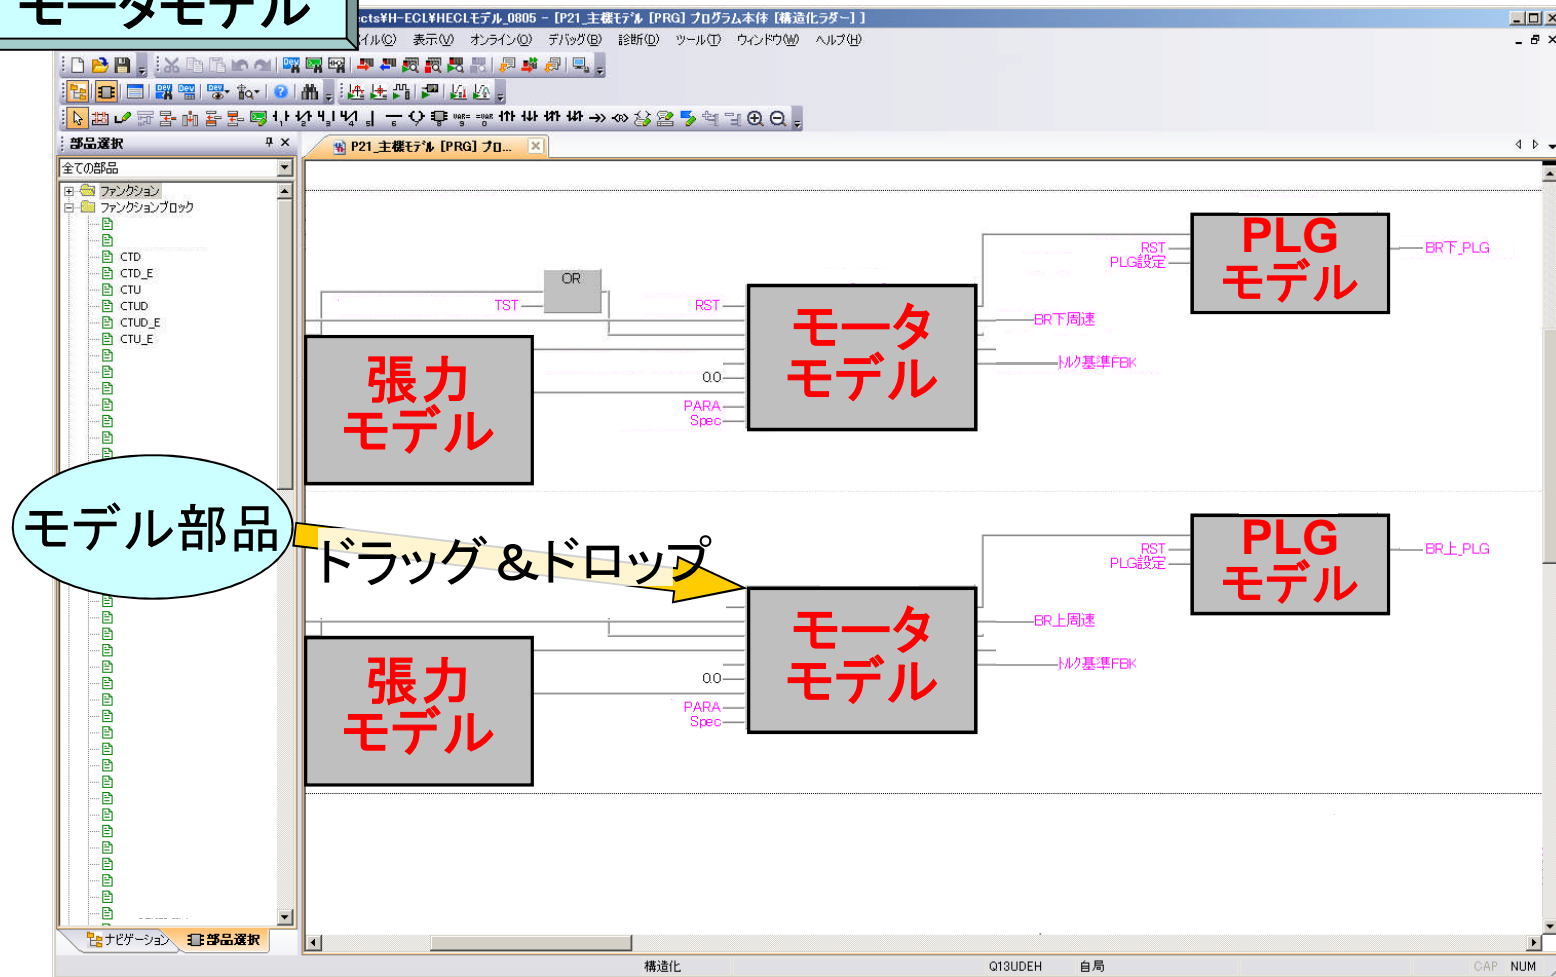 モータモデル
ects¥H-ECL¥HECLモデル_0805 - [P21_主機モデル [PRG] プログラム本体 [構造化ラダー] ]
イル(C) 表示(V) オンライン(O) デバッグ(B) 診断(D) ツール(T) ウィンドウ(W) ヘルプ(H)
部品選択
P21_主機モデル [PRG] プロ...
全ての部品
ファンクション
ファンクションブロック
CTD
CTD_E
CTU
CTUD
CTUD_E
CTU_E
OR
TST
RST
0.0
PARA
Spec
張力
モデル
モータ
モデル
BR下周速
トルク基準FBK
RST
PLG設定
PLG
モデル
BR下_PLG
モデル部品
ドラッグ&ドロップ
張力
モデル
0.0
PARA
Spec
モータ
モデル
BR上周速
トルク基準FBK
RST
PLG設定
PLG
モデル
BR上_PLG
ナビゲーション 部品選択
構造化 Q13UDEH 自局 CAP NUM